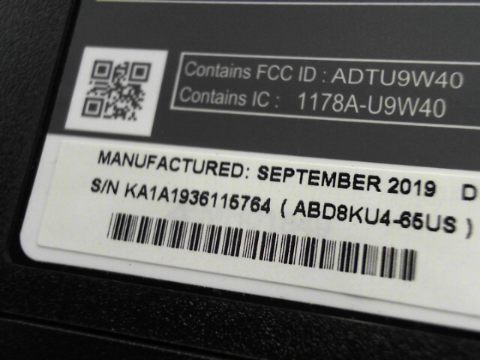 Contains FCC ID : ADTU9W40
Contains IC : 1178A-U9W40
MANUFACTURED: SEPTEMBER 2019 D
S/N KA1A1936115764 ( ABD8KU4-65US )